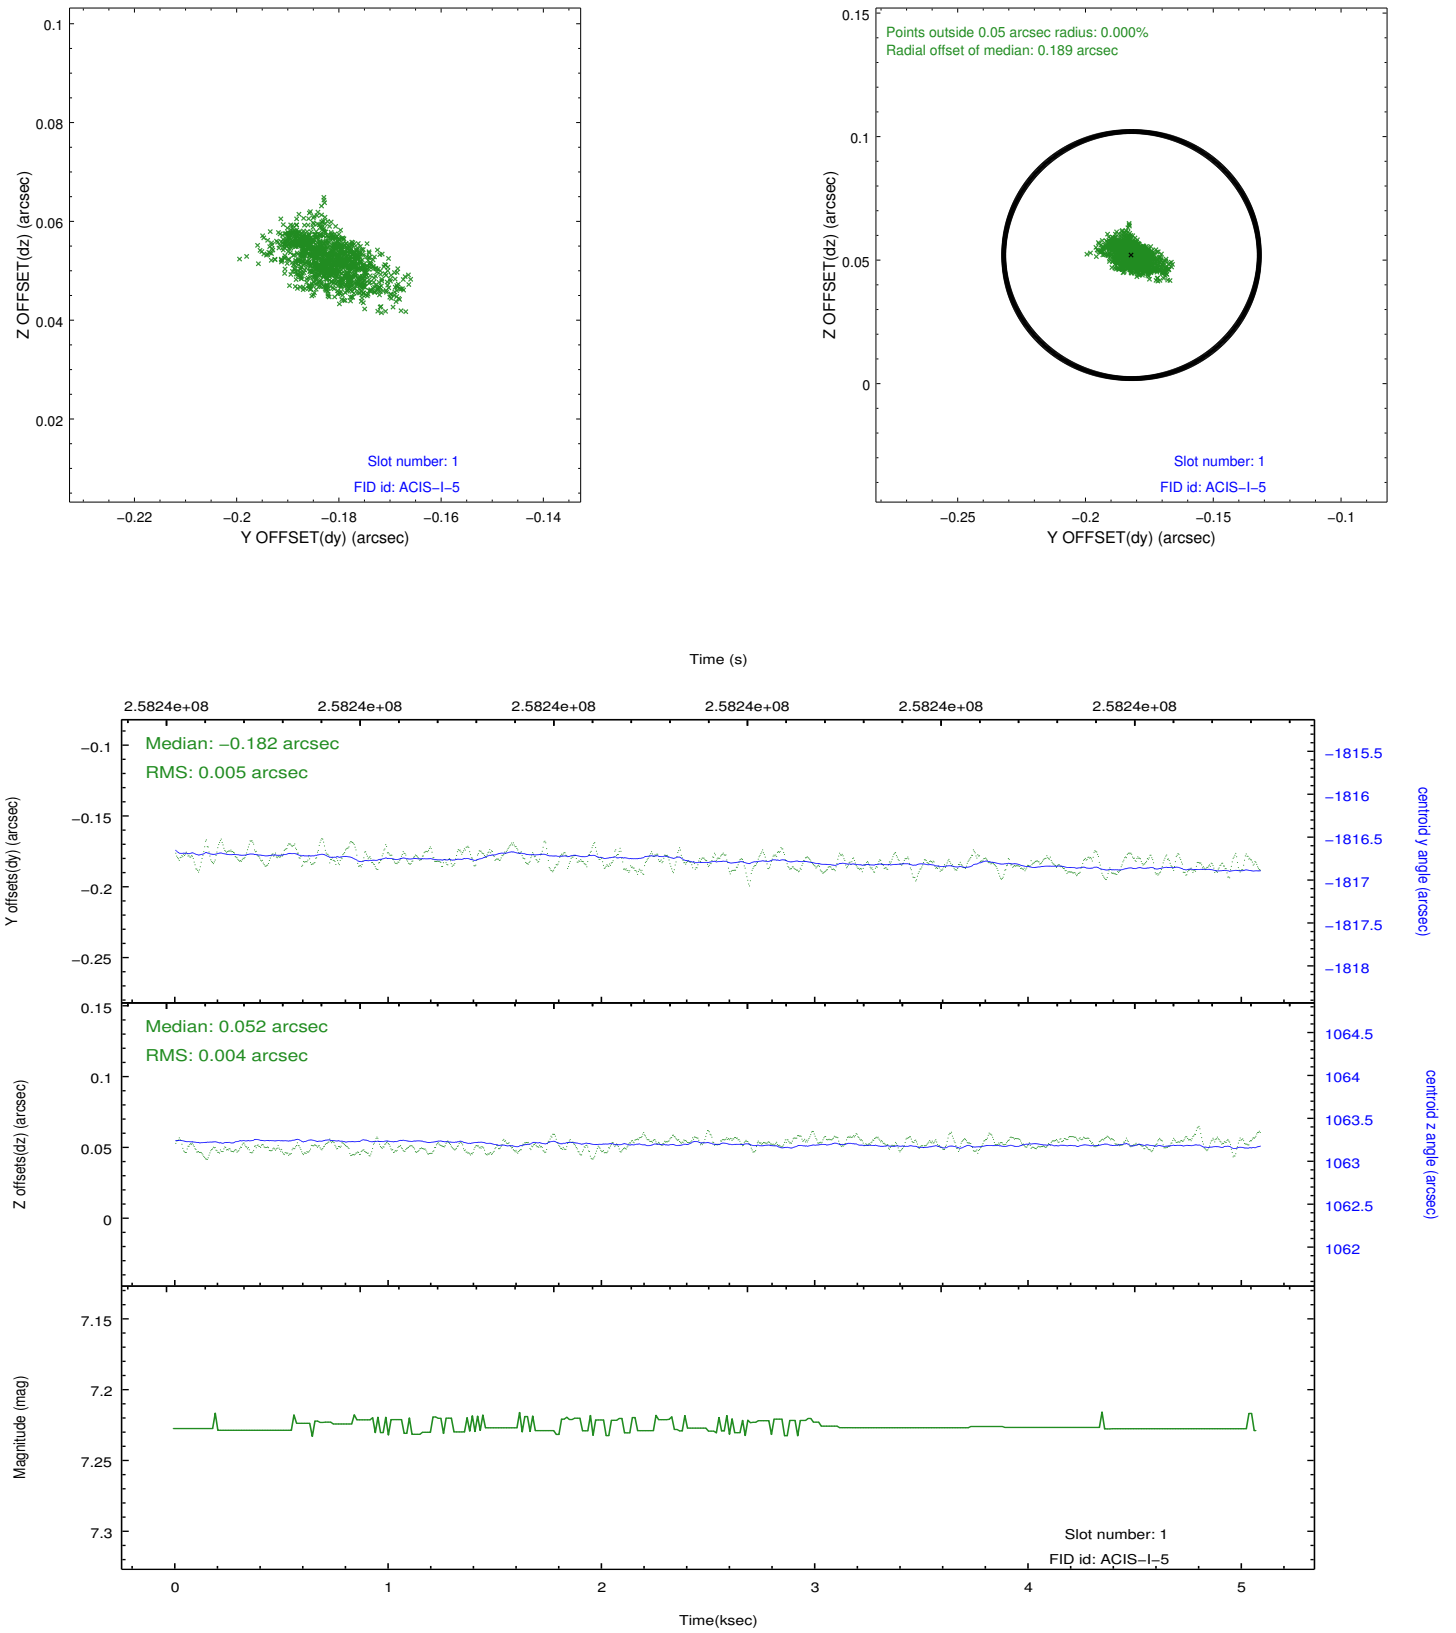 0.1
0.08
0.06
0.04
0.02
Z OFFSET(dz) (arcsec)
Slot number: 1
FID id: ACIS−I−5
−0.22
−0.2
−0.18
−0.16
−0.14
Y OFFSET(dy) (arcsec)
0.15
0.1
0.05
0
Z OFFSET(dz) (arcsec)
Points outside 0.05 arcsec radius: 0.000%
Radial offset of median: 0.189 arcsec
Slot number: 1
FID id: ACIS−I−5
−0.25
−0.2
−0.15
−0.1
Y OFFSET(dy) (arcsec)
Time (s)
2.5824e+08 2.5824e+08 2.5824e+08 2.5824e+08 2.5824e+08 2.5824e+08
Median: −0.182 arcsec
RMS: 0.005 arcsec
−0.1
−0.15
−0.2
−0.25
Y offsets(dy) (arcsec)
−1815.5
−1816
−1816.5
−1817
−1817.5
−1818
centroid y angle (arcsec)
Median: 0.052 arcsec
RMS: 0.004 arcsec
0.15
0.1
0.05
0
Z offsets(dz) (arcsec)
1064.5
1064
1063.5
1063
1062.5
1062
centroid z angle (arcsec)
7.15
7.2
7.25
7.3
Magnitude (mag)
Slot number: 1
FID id: ACIS−I−5
0 1 2 3 4 5
Time(ksec)